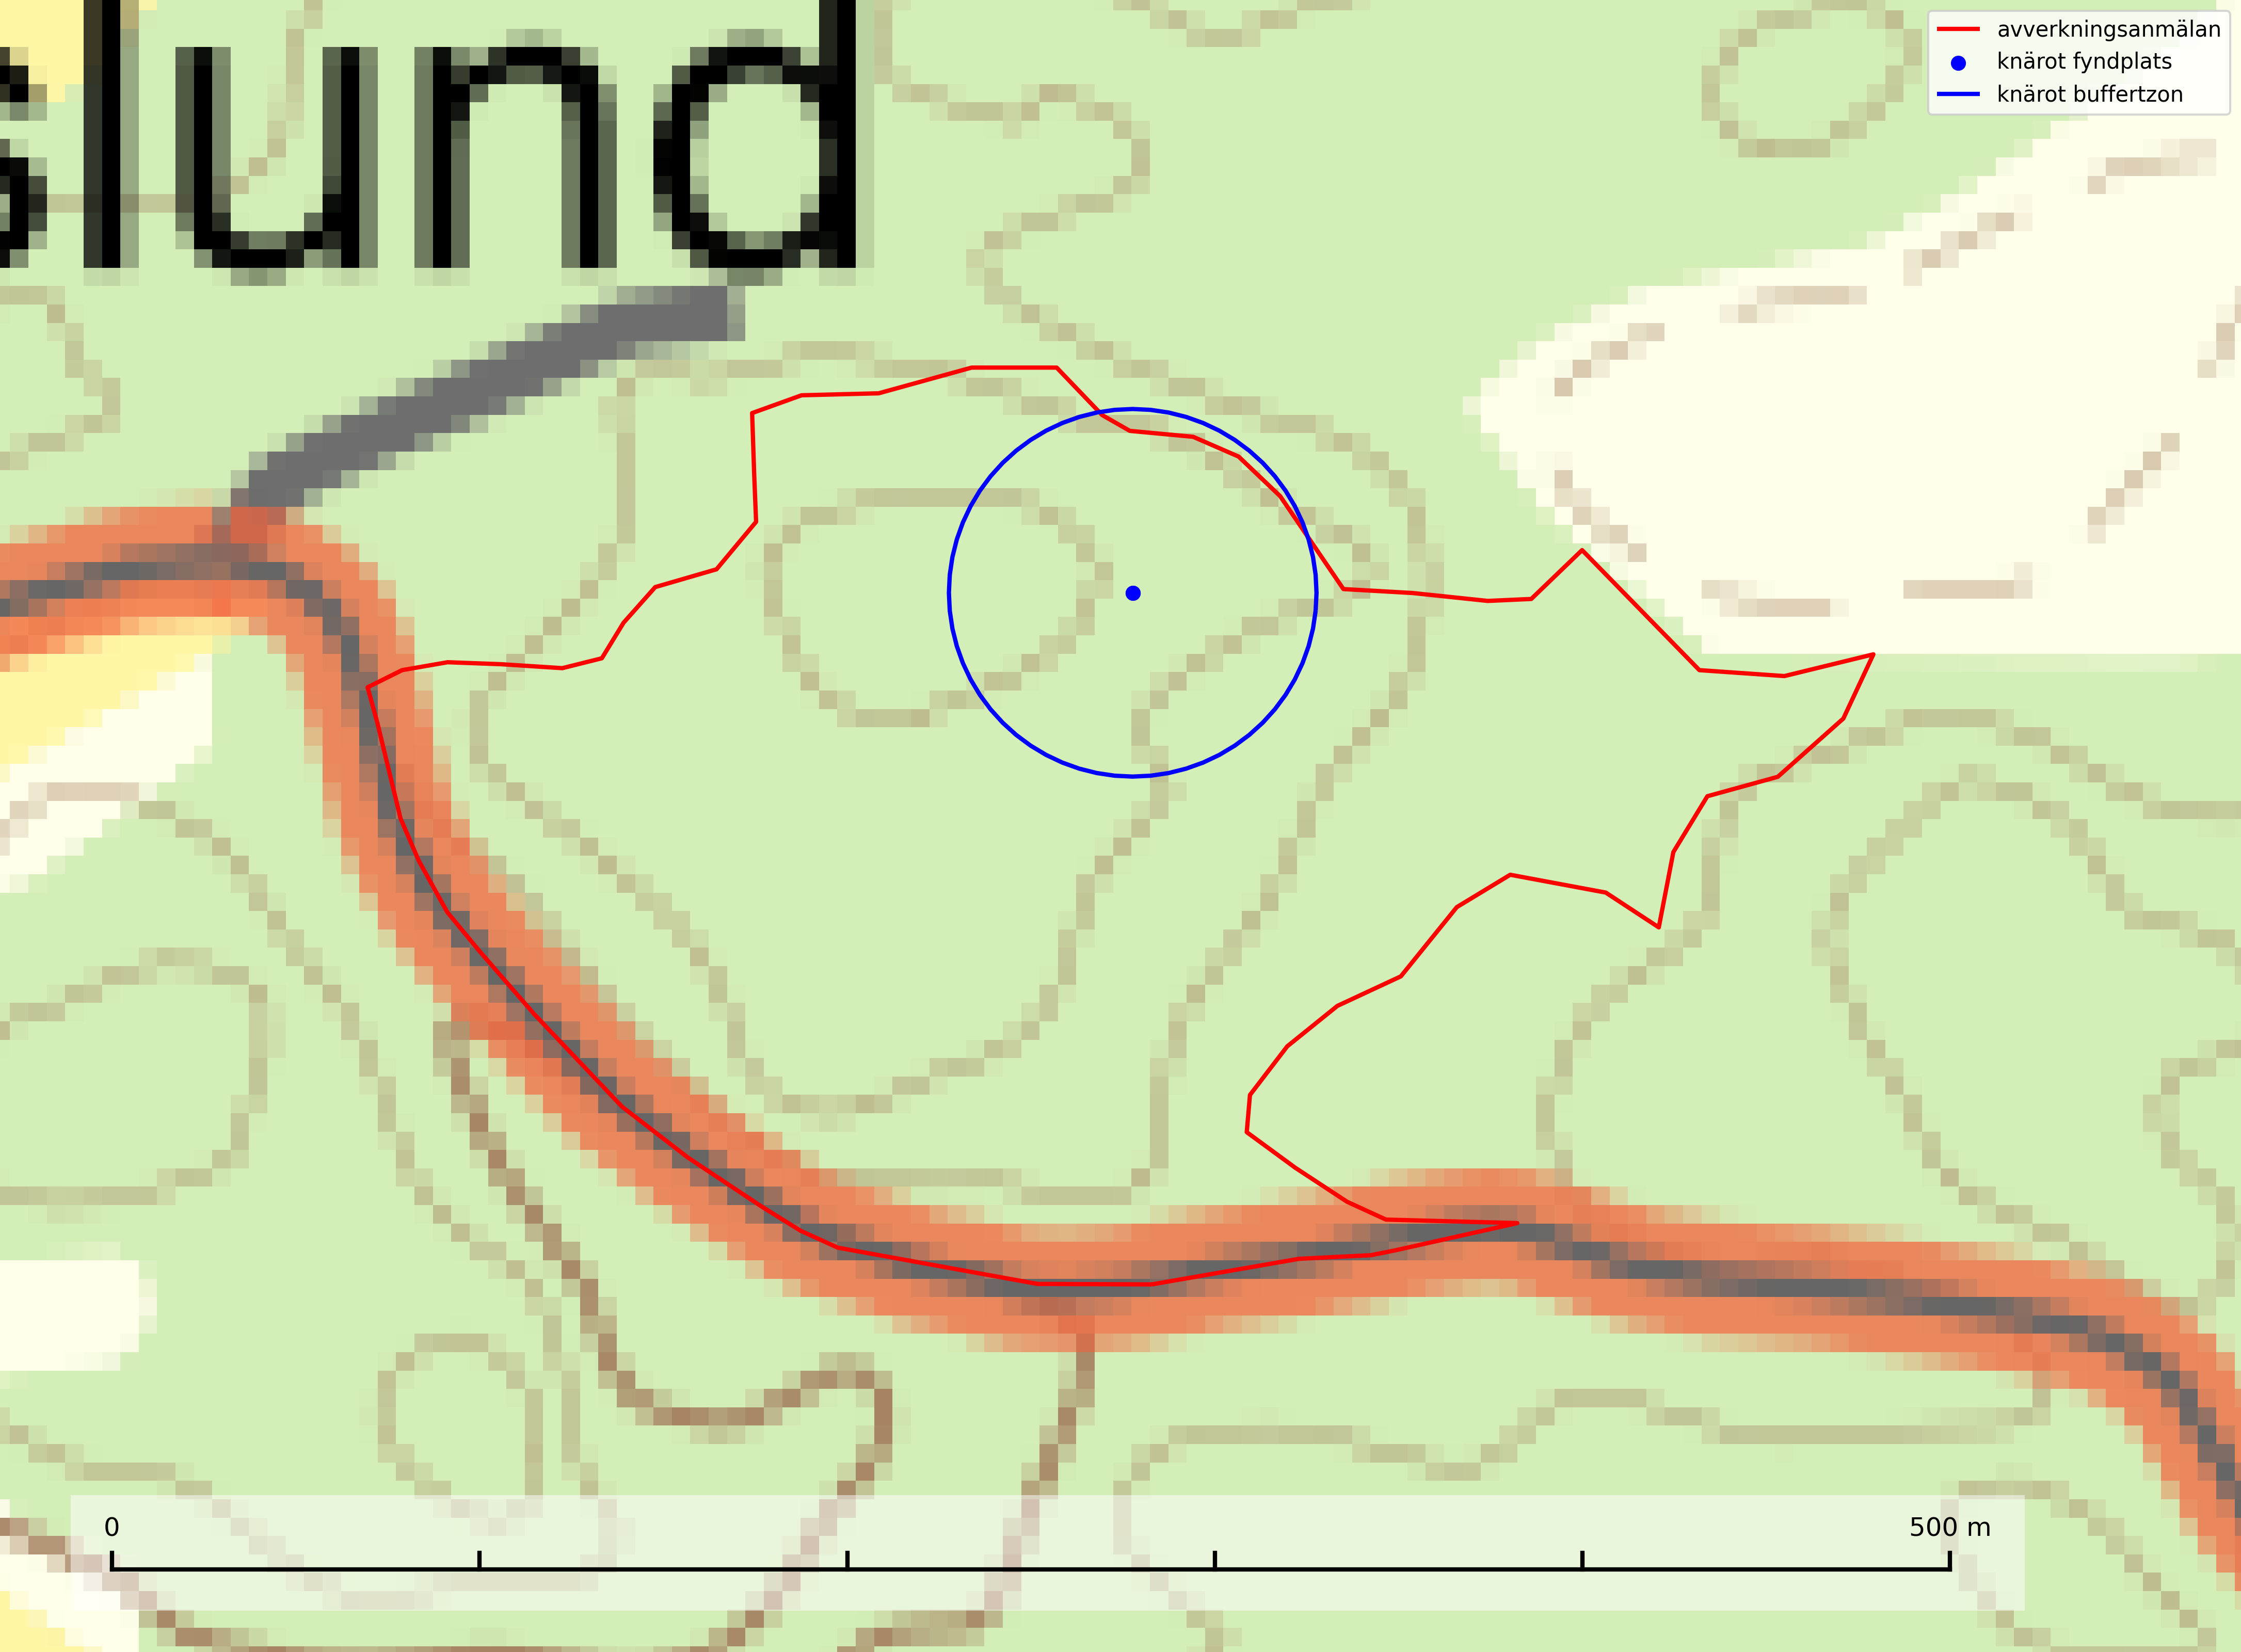 slund
avverkningsanmälan
knärot fyndplats
knärot buffertzon
0
500 m